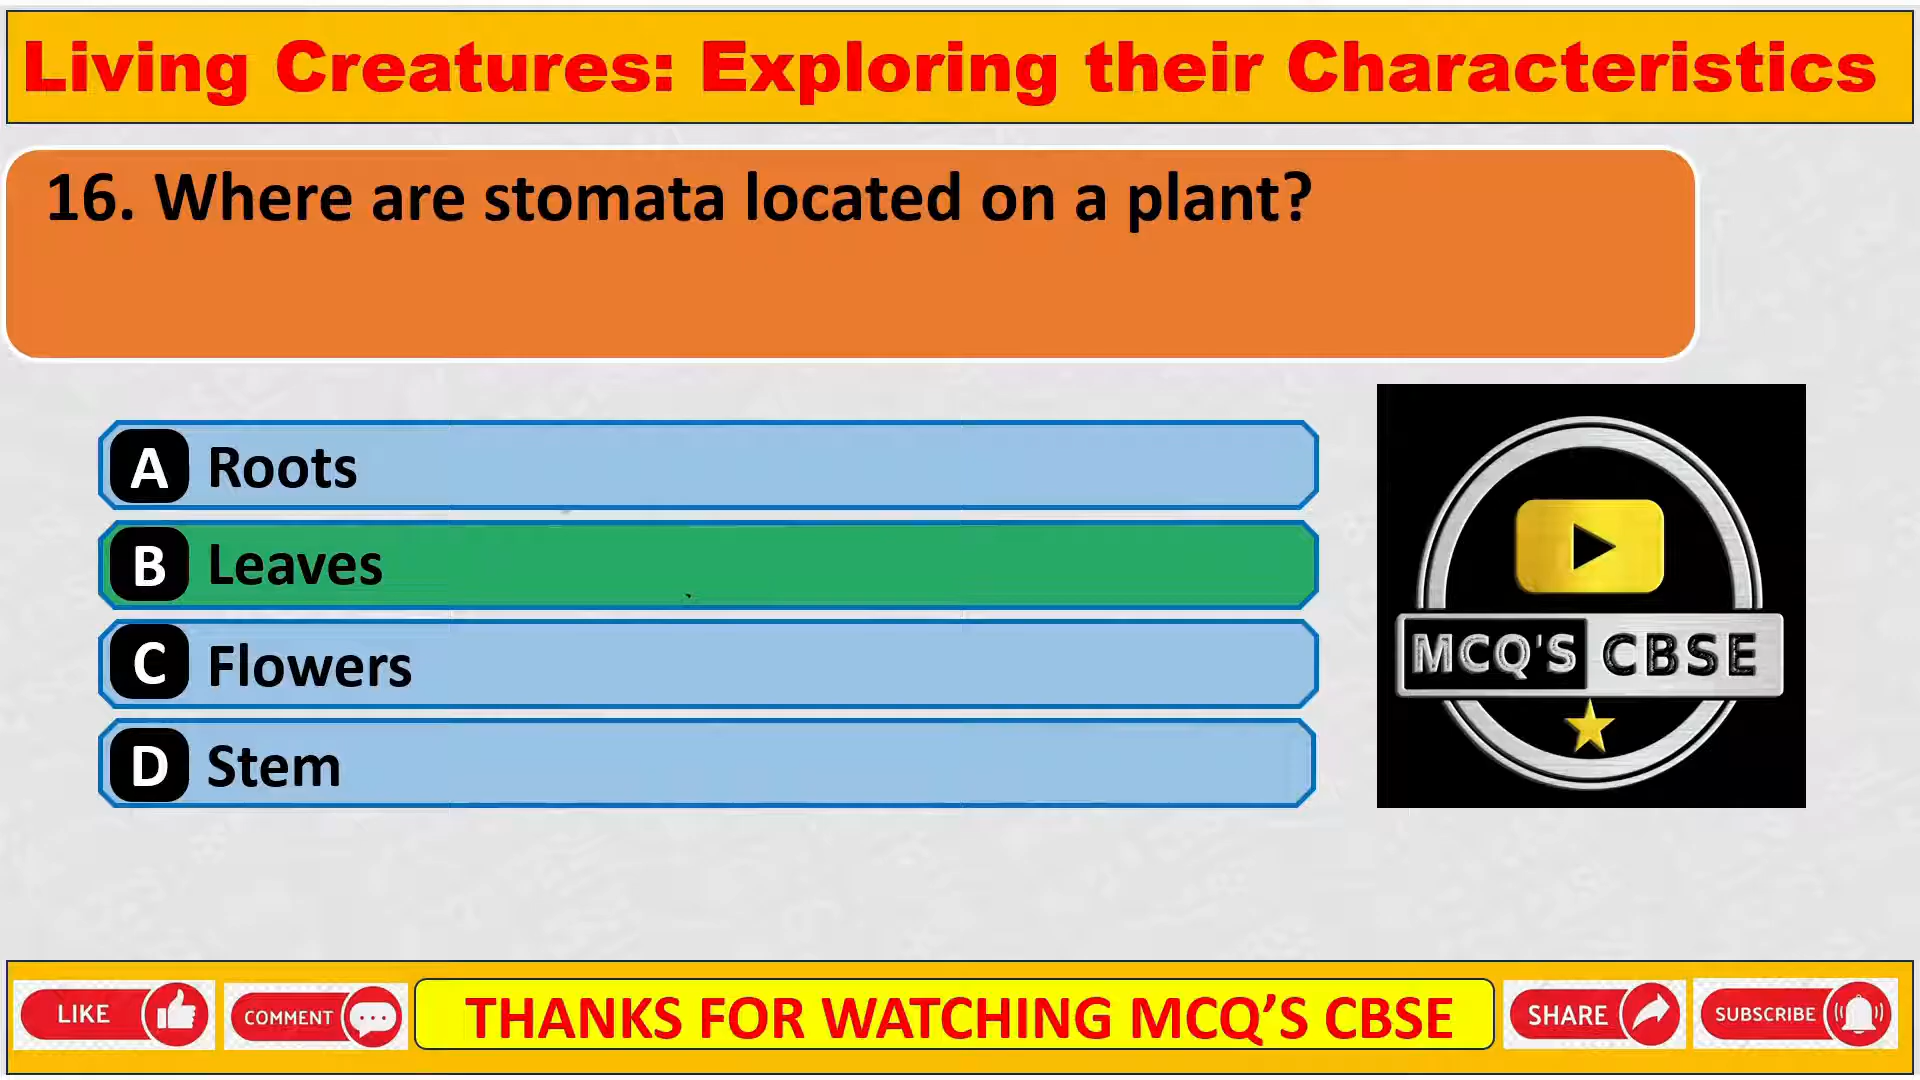 Living Creatures: Exploring their Characteristics
16. Where are stomata located on a plant?
A Roots
B Leaves
C Flowers
D Stem
MCQ'S CBSE
LIKE
COMMENT
THANKS FOR WATCHING MCQ’S CBSE
SHARE
SUBSCRIBE